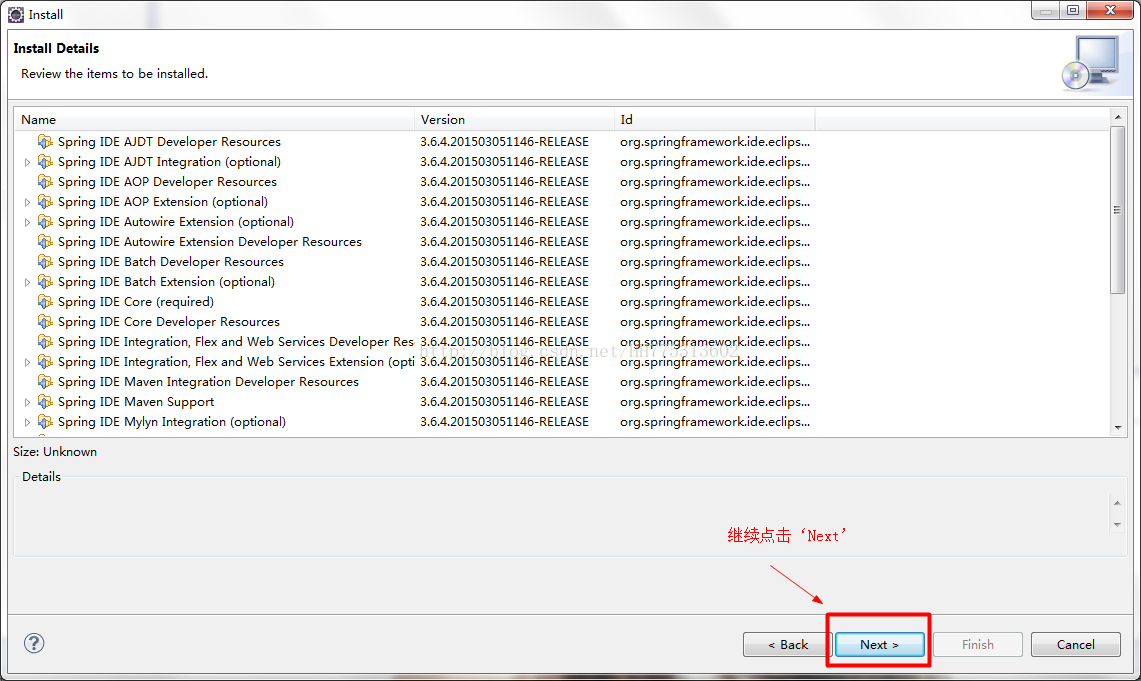 Install
Install Details
Review the items to be installed.
Name Version Id
Spring IDE AJDT Developer Resources 3.6.4.201503051146-RELEASE org.springframework.ide.eclips...
Spring IDE AJDT Integration (optional) 3.6.4.201503051146-RELEASE org.springframework.ide.eclips...
Spring IDE AOP Developer Resources 3.6.4.201503051146-RELEASE org.springframework.ide.eclips...
Spring IDE AOP Extension (optional) 3.6.4.201503051146-RELEASE org.springframework.ide.eclips...
Spring IDE Autowire Extension (optional) 3.6.4.201503051146-RELEASE org.springframework.ide.eclips...
Spring IDE Autowire Extension Developer Resources 3.6.4.201503051146-RELEASE org.springframework.ide.eclips...
Spring IDE Batch Developer Resources 3.6.4.201503051146-RELEASE org.springframework.ide.eclips...
Spring IDE Batch Extension (optional) 3.6.4.201503051146-RELEASE org.springframework.ide.eclips...
Spring IDE Core (required) 3.6.4.201503051146-RELEASE org.springframework.ide.eclips...
Spring IDE Core Developer Resources 3.6.4.201503051146-RELEASE org.springframework.ide.eclips...
Spring IDE Integration, Flex and Web Services Developer Res 3.6.4.201503051146-RELEASE org.springframework.ide.eclips...
Spring IDE Integration, Flex and Web Services Extension (opti 3.6.4.201503051146-RELEASE org.springframework.ide.eclips...
Spring IDE Maven Integration Developer Resources 3.6.4.201503051146-RELEASE org.springframework.ide.eclips...
Spring IDE Maven Support 3.6.4.201503051146-RELEASE org.springframework.ide.eclips...
Spring IDE Mylyn Integration (optional) 3.6.4.201503051146-RELEASE org.springframework.ide.eclips...
Size: Unknown
Details
继续点击‘Next’
< Back Next > Finish Cancel